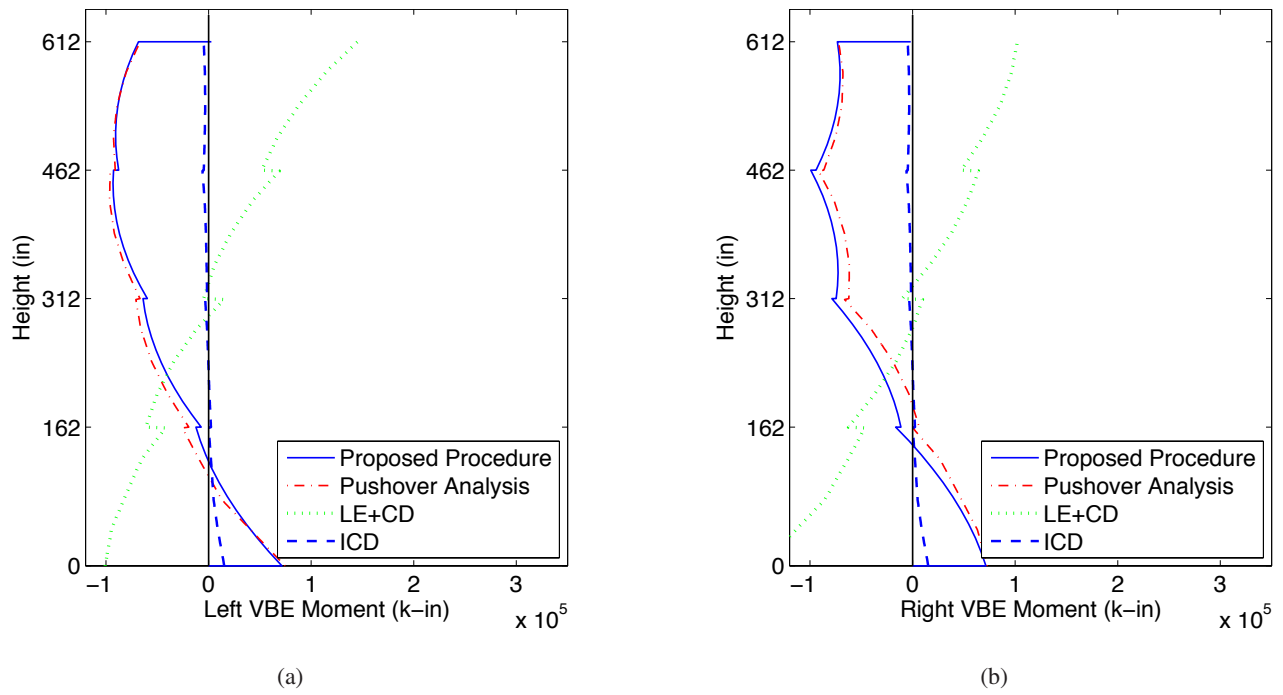 612
462
312
162
0
Height (in)
−1
0
1
2
3
Left VBE Moment (k−in)
x 10^5
Proposed Procedure
Pushover Analysis
LE+CD
ICD
(a)
612
462
312
162
0
Height (in)
−1
0
1
2
3
Right VBE Moment (k−in)
x 10^5
Proposed Procedure
Pushover Analysis
LE+CD
ICD
(b)